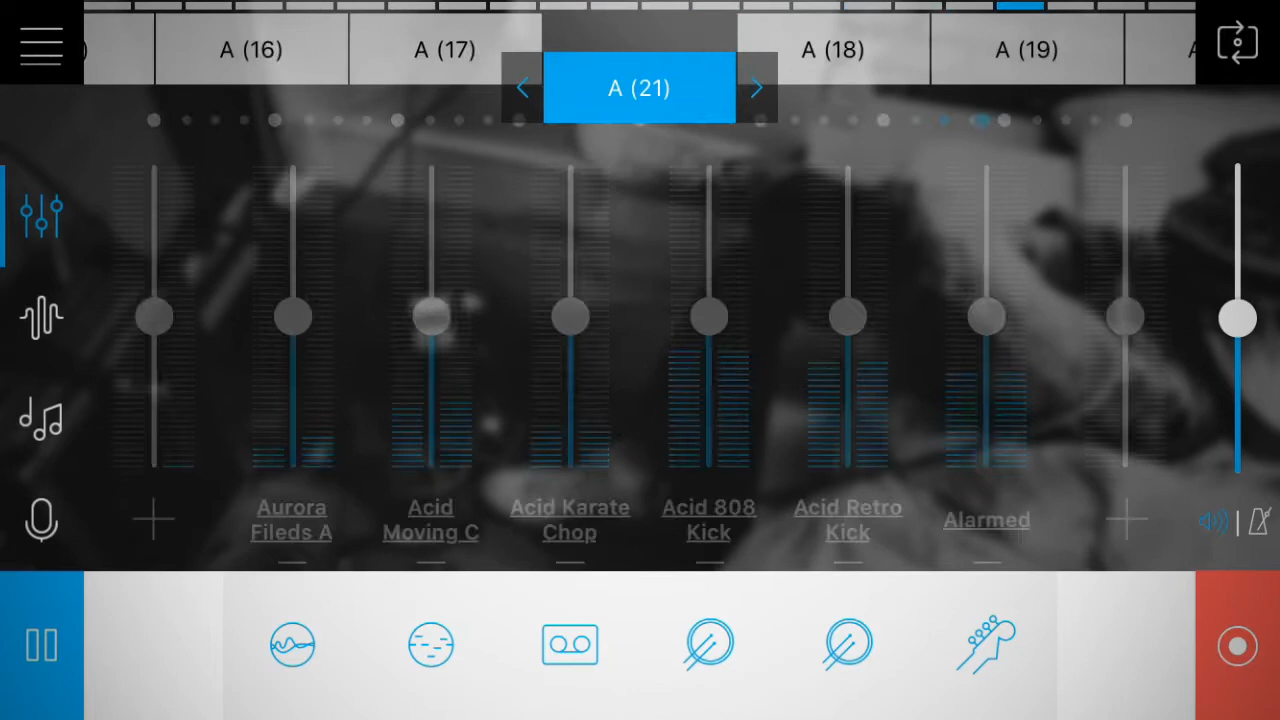 )
A (16)
A (17)
A (18)
A (19)
A (21)
Aurora
Fileds A
Acid
Moving C
Acid Karate
Chop
Acid 808
Kick
Acid Retro
Kick
Alarmed